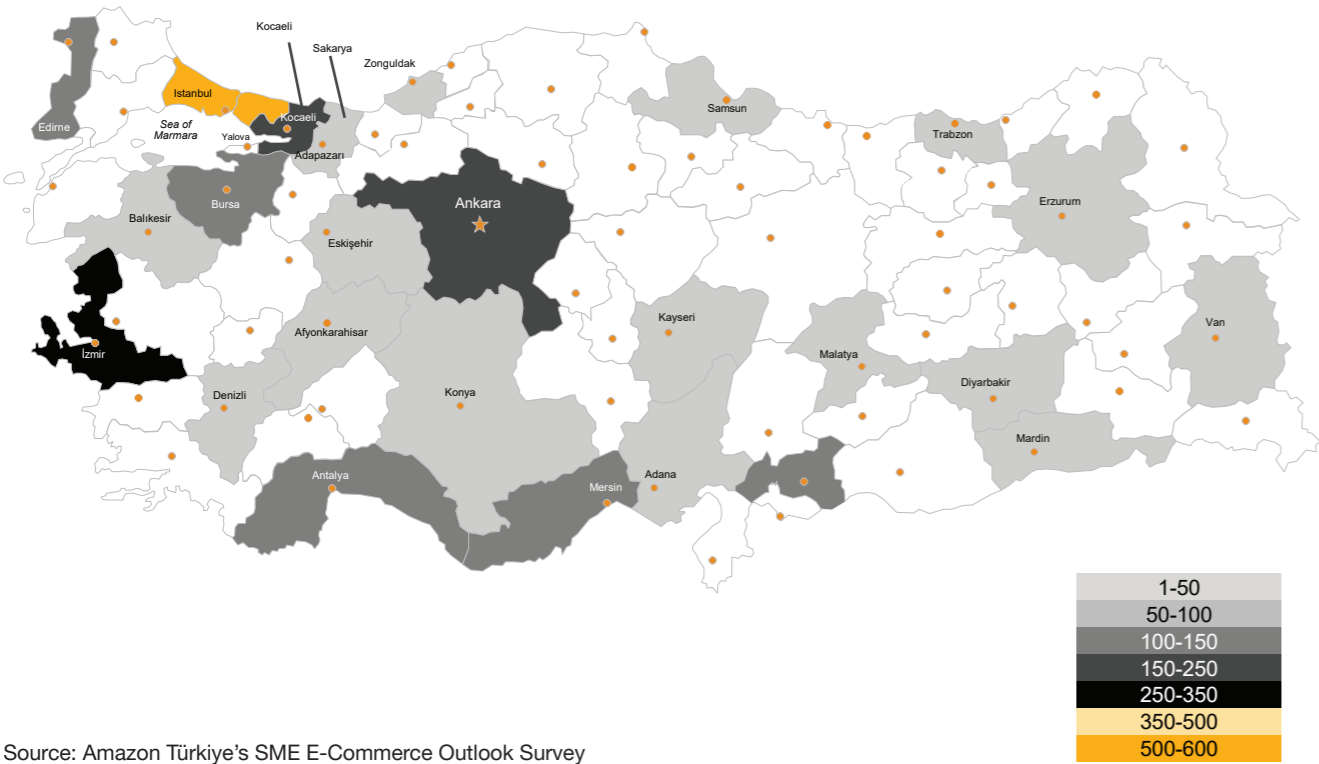 Kocaeli
Sakarya
Zonguldak
Istanbul
Samsun
Kocaeli
Edirne
Sea of
Marmara
Yalova
Trabzon
Adapazarı
Bursa
Ankara
Erzurum
Balıkesir
Eskişehir
Kayseri
Van
Afyonkarahisar
İzmir
Malatya
Diyarbakir
Denizli
Konya
Mardin
Antalya
Adana
Mersin
1-50
50-100
100-150
150-250
250-350
350-500
500-600
Source: Amazon Türkiye's SME E-Commerce Outlook Survey